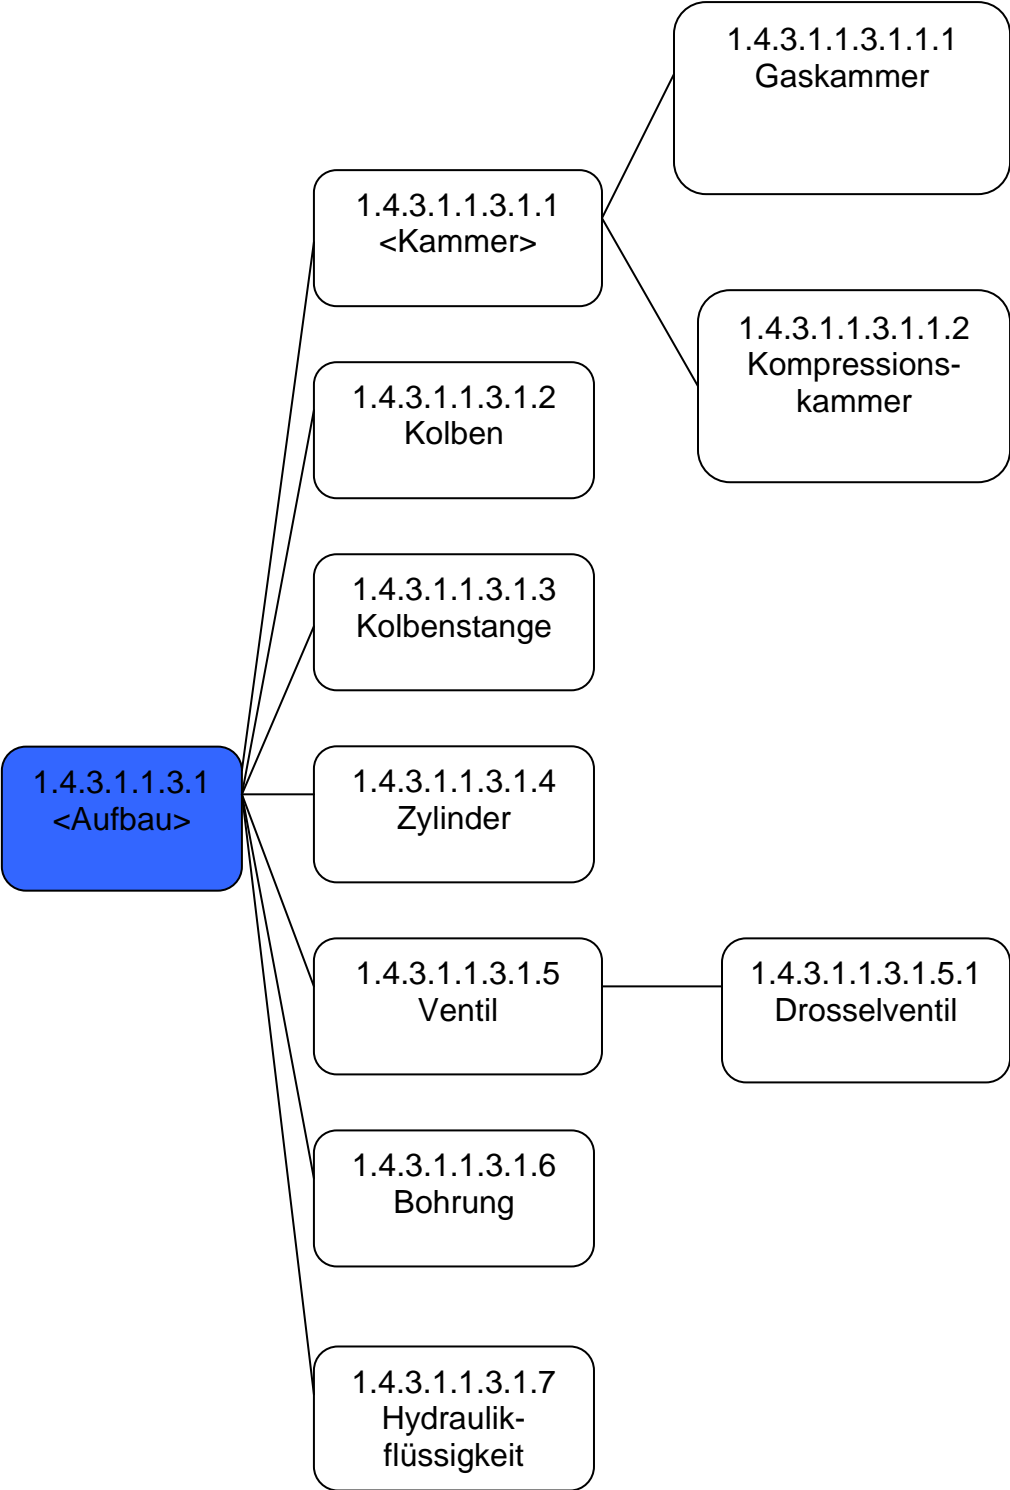 1.4.3.1.1.3.1.1.1
Gaskammer
1.4.3.1.1.3.1.1
<Kammer>
1.4.3.1.1.3.1.1.2
Kompressions-
kammer
1.4.3.1.1.3.1.2
Kolben
1.4.3.1.1.3.1.3
Kolbenstange
1.4.3.1.1.3.1
<Aufbau>
1.4.3.1.1.3.1.4
Zylinder
1.4.3.1.1.3.1.5
Ventil
1.4.3.1.1.3.1.5.1
Drosselventil
1.4.3.1.1.3.1.6
Bohrung
1.4.3.1.1.3.1.7
Hydraulik-
flüssigkeit